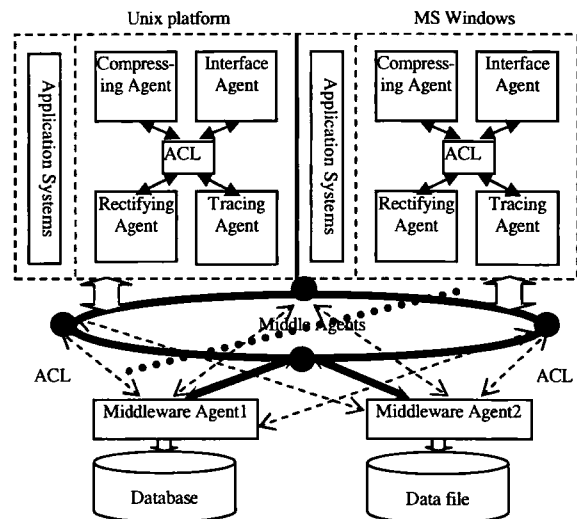 Unix platform
MS Windows
Application Systems
Compress-
ing Agent
Interface
Agent
ACL
Rectifying
Agent
Tracing
Agent
Application Systems
Compress-
ing Agent
Interface
Agent
ACL
Rectifying
Agent
Tracing
Agent
Middle Agents
ACL
ACL
Middleware Agent1
Middleware Agent2
Database
Data file